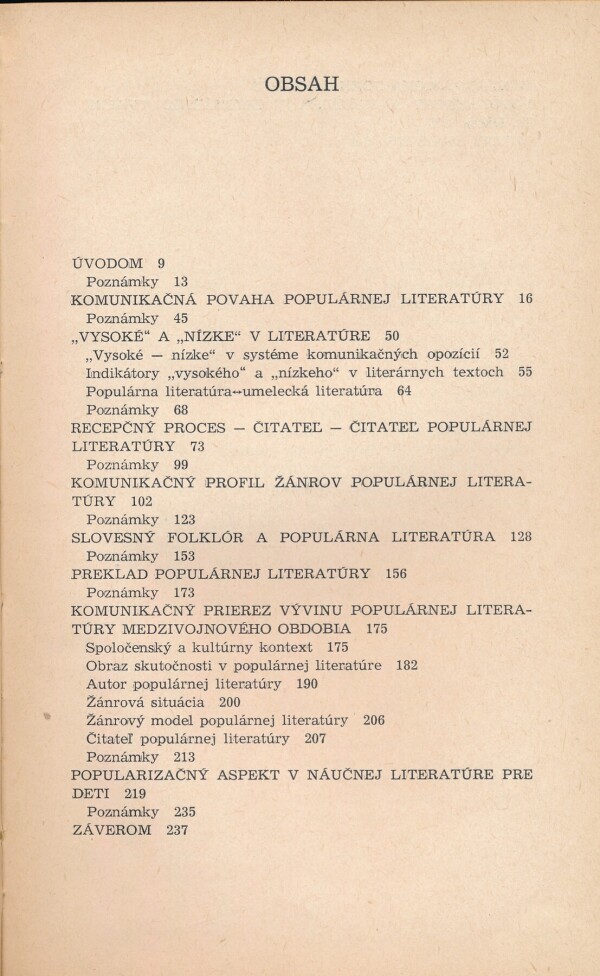 OBSAH
ÚVODOM 9
Poznámky 13
KOMUNIKAČNÁ POVAHA POPULÁRNEJ LITERATÚRY 16
Poznámky 45
„VYSOKÉ“ A „NÍZKE“ V LITERATÚRE 50
„Vysoké — nízke“ v systéme komunikačných opozícií 52
Indikátory „vysokého“ a „nízkeho“ v literárnych textoch 55
Populárna literatúra↔umelecká literatúra 64
Poznámky 68
RECEPČNÝ PROCES — ČITATEĽ — ČITATEĽ POPULÁRNEJ
LITERATÚRY 73
Poznámky 99
KOMUNIKAČNÝ PROFIL ŽÁNROV POPULÁRNEJ LITERA-
TÚRY 102
Poznámky 123
SLOVESNÝ FOLKLÓR A POPULÁRNA LITERATÚRA 128
Poznámky 153
PREKLAD POPULÁRNEJ LITERATÚRY 156
Poznámky 173
KOMUNIKAČNÝ PRIEREZ VÝVINU POPULÁRNEJ LITERA-
TÚRY MEDZIVOJNOVÉHO OBDOBIA 175
Spoločenský a kultúrny kontext 175
Obraz skutočnosti v populárnej literatúre 182
Autor populárnej literatúry 190
Žánrová situácia 200
Žánrový model populárnej literatúry 206
Čitateľ populárnej literatúry 207
Poznámky 213
POPULARIZAČNÝ ASPEKT V NÁUČNEJ LITERATÚRE PRE
DETI 219
Poznámky 235
ZÁVEROM 237